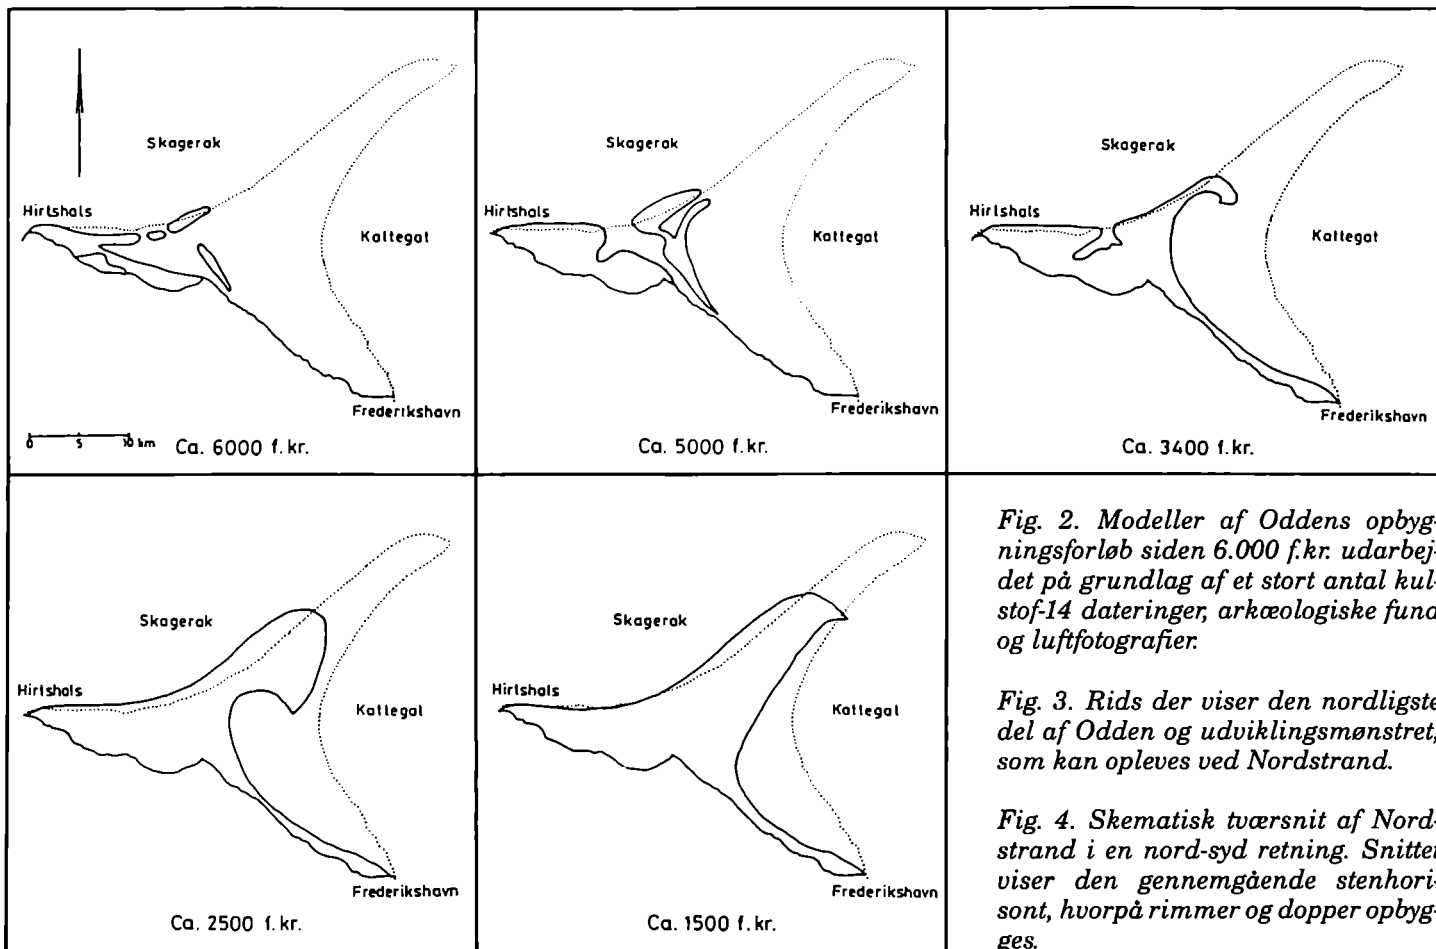 Skagerak
Hirtshals
Kattegat
Frederikshavn
0 5 10 km
Ca. 6000 f.kr.
Skagerak
Hirtshals
Kattegat
Frederikshavn
Ca. 5000 f.kr.
Skagerak
Hirtshals
Kattegat
Frederikshavn
Ca. 3400 f.kr.
Skagerak
Hirtshals
Kattegat
Frederikshavn
Ca. 2500 f.kr.
Skagerak
Hirtshals
Kattegat
Frederikshavn
Ca. 1500 f.kr.
Fig. 2. Modeller af Oddens opbyg-
ningsforløb siden 6.000 f.kr. udarbej-
det på grundlag af et stort antal kul-
stof-14 dateringer, arkæologiske fund
og luftfotografier.
Fig. 3. Rids der viser den nordligste
del af Odden og udviklingsmønstret,
som kan opleves ved Nordstrand.
Fig. 4. Skematisk tværsnit af Nord-
strand i en nord-syd retning. Snittet
viser den gennemgående stenhori-
sont, hvorpå rimmer og dopper opbyg-
ges.